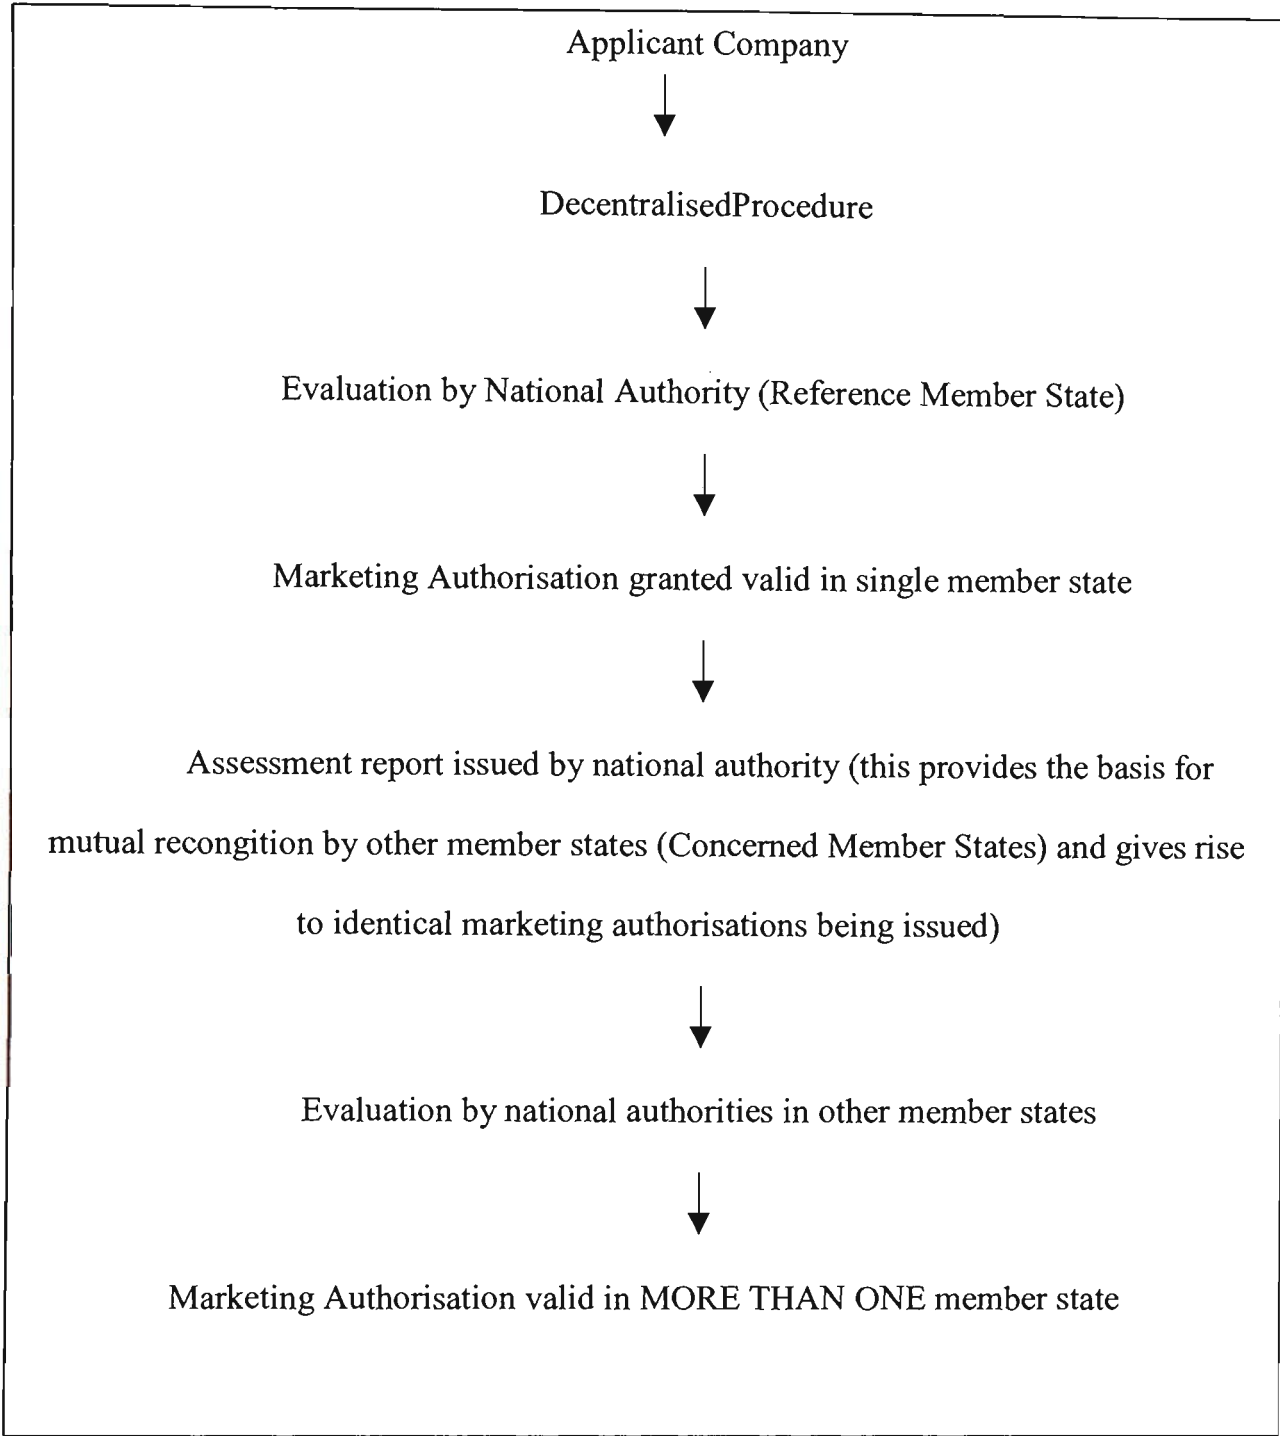 Applicant Company
DecentralisedProcedure
Evaluation by National Authority (Reference Member State)
Marketing Authorisation granted valid in single member state
Assessment report issued by national authority (this provides the basis for
mutual recongition by other member states (Concerned Member States) and gives rise
to identical marketing authorisations being issued)
Evaluation by national authorities in other member states
Marketing Authorisation valid in MORE THAN ONE member state